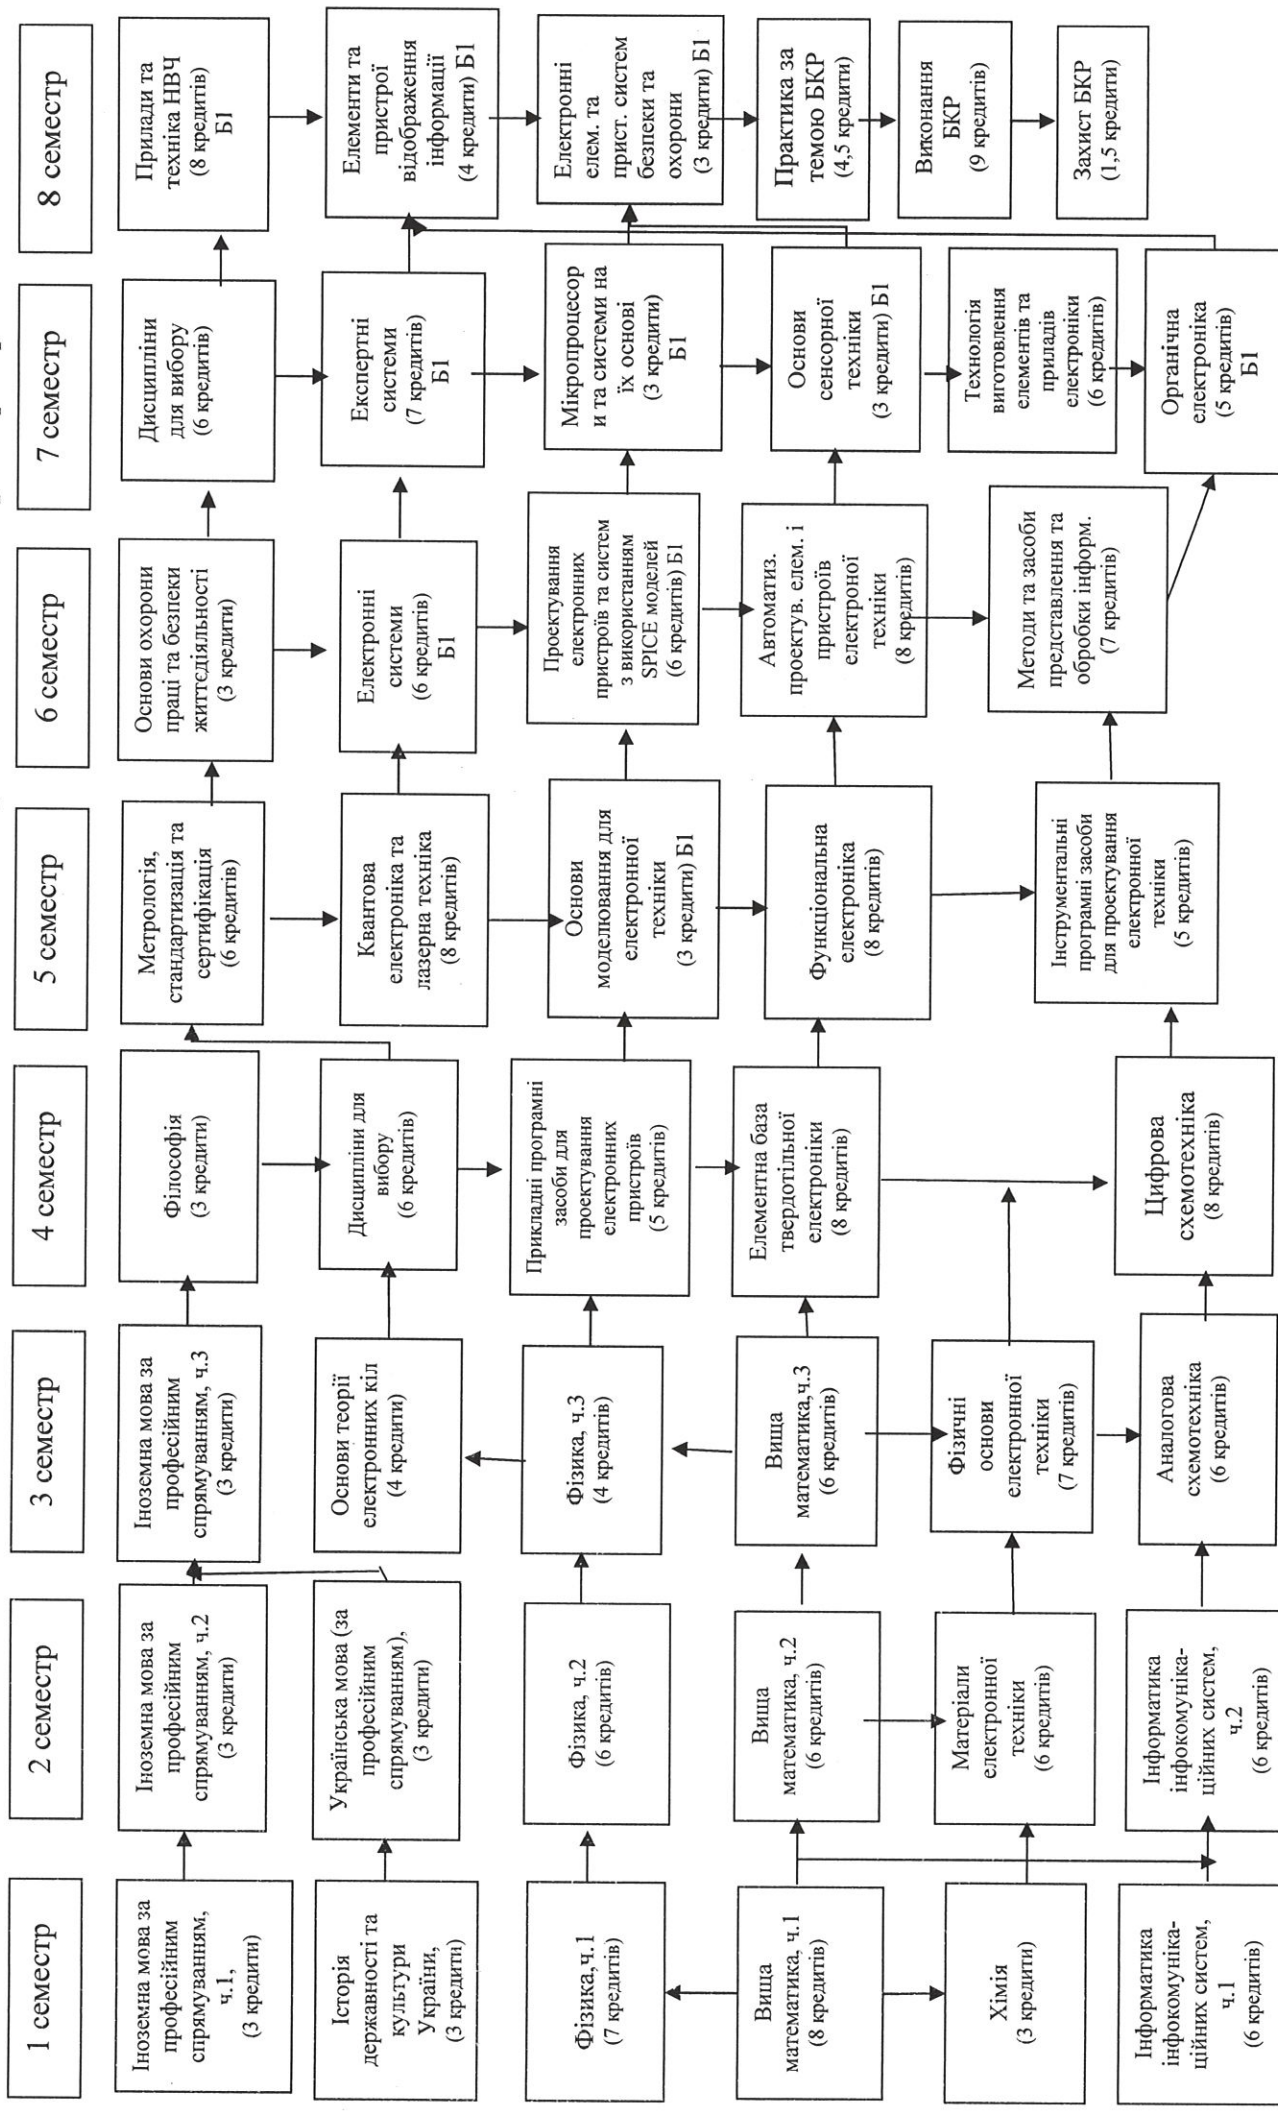 1 семестр
Іноземна мова за
професійним
спрямуванням,
ч.1,
(3 кредити)
Історія
державності та
культури
України,
(3 кредити)
Фізика,ч.1
(7 кредитів)
Вища
математика, ч.1
(8 кредитів)
Хімія
(3 кредити)
Інформатика
інфокомуніка-
ційних систем,
ч.1
(6 кредитів)
2 семестр
Іноземна мова за
професійним
спрямуванням, ч.2
(3 кредити)
Українська мова (за
професійним
спрямуванням),
(3 кредити)
Фізика, ч.2
(6 кредитів)
Вища
математика, ч.2
(6 кредитів)
Матеріали
електронної
техніки
(6 кредитів)
Інформатика
інфокомуніка-
ційних систем,
ч.2
(6 кредитів)
3 семестр
Іноземна мова за
професійним
спрямуванням, ч.3
(3 кредити)
Основи теорії
електронних кіл
(4 кредити)
Фізика, ч.3
(4 кредитів)
Вища
математика,ч.3
(6 кредитів)
Фізичні
основи
електронної
техніки
(7 кредитів)
Аналогова
схемотехніка
(6 кредитів)
4 семестр
Філософія
(3 кредити)
Дисципліни для
вибору
(6 кредитів)
Прикладні програмні
засоби для
проектування
електронних
пристроїв
(5 кредитів)
Елементна база
твердотільної
електроніки
(8 кредитів)
Цифрова
схемотехніка
(8 кредитів)
5 семестр
Метрологія,
стандартизація та
сертифікація
(6 кредитів)
Квантова
електроніка та
лазерна техніка
(8 кредитів)
Основи
моделювання для
електронної
техніки
(3 кредити) Б1
Функціональна
електроніка
(8 кредитів)
Інструментальні
програмні засоби
для проектування
електронної
техніки
(5 кредитів)
6 семестр
Основи охорони
праці та безпеки
життєдіяльності
(3 кредити)
Електронні
системи
(6 кредитів)
Б1
Проектування
електронних
пристроїв та систем
з використанням
SPICE моделей
(6 кредитів) Б1
Автоматиз.
проектув. елем. і
пристроїв
електроної
техніки
(8 кредитів)
Методи та засоби
представлення та
обробки інформ.
(7 кредитів)
7 семестр
Дисципліни
для вибору
(6 кредитів)
Експертні
системи
(7 кредитів)
Б1
Мікропроцесор
и та системи на
їх основі
(3 кредити)
Б1
Основи
сенсорної
техніки
(3 кредити) Б1
Технологія
виготовлення
елементів та
приладів
електроніки
(6 кредитів)
Органічна
електроніка
(5 кредитів)
Б1
8 семестр
Прилади та
техніка НВЧ
(8 кредитів)
Б1
Елементи та
пристрої
відображення
інформації
(4 кредити) Б1
Електронні
елем. та
прист. систем
безпеки та
охорони
(3 кредити) Б1
Практика за
темою БКР
(4,5 кредити)
Виконання
БКР
(9 кредитів)
Захист БКР
(1,5 кредити)